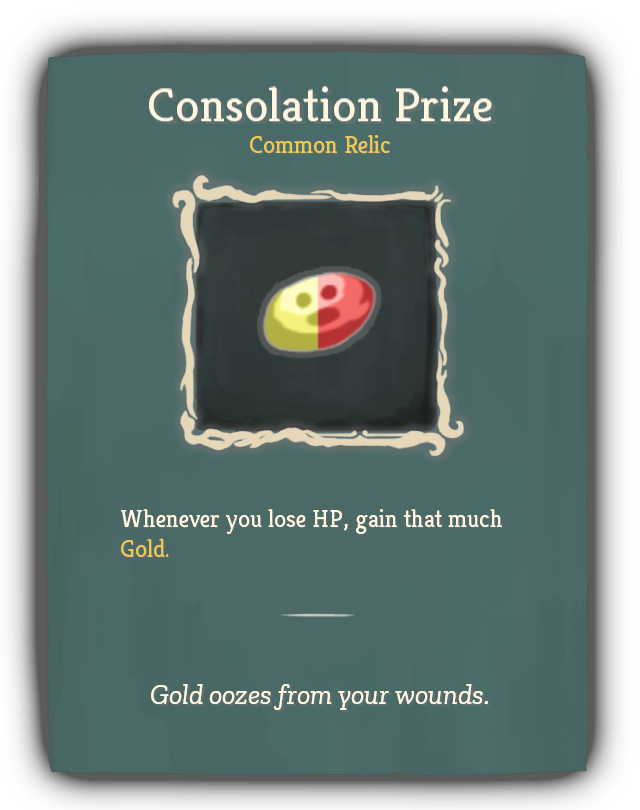 Consolation Prize
Common Relic
Whenever you lose HP, gain that much
Gold.
Gold oozes from your wounds.